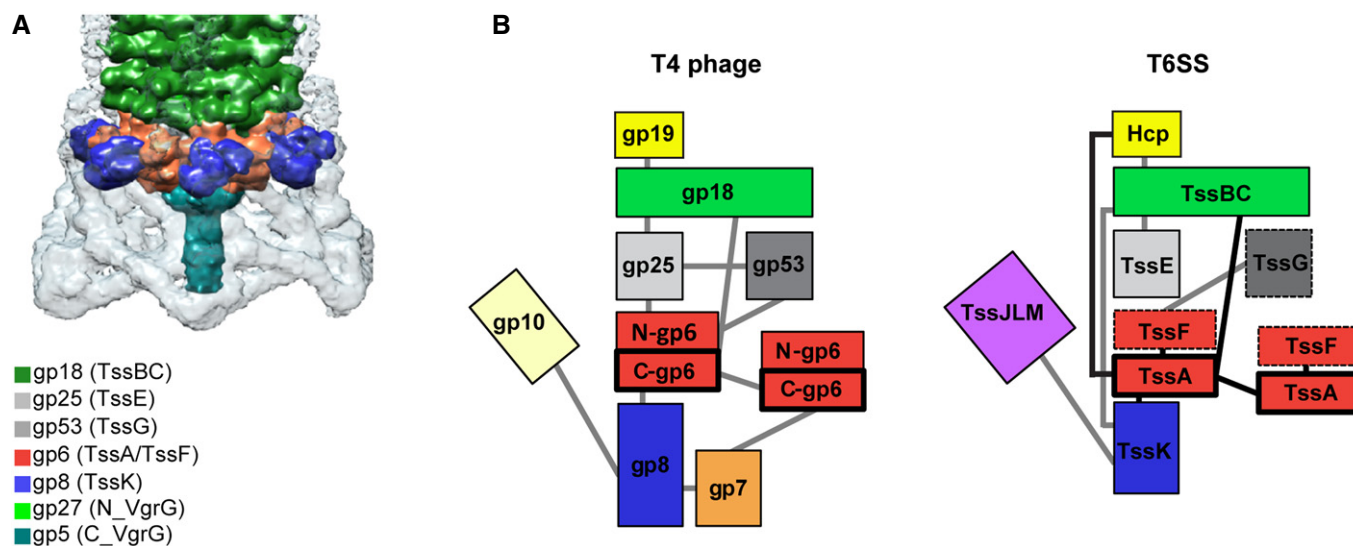 A
gp18 (TssBC)
gp25 (TssE)
gp53 (TssG)
gp6 (TssA/TssF)
gp8 (TssK)
gp27 (N_VgrG)
gp5 (C_VgrG)
B
T4 phage
gp19
gp18
gp25
gp53
gp10
N-gp6
C-gp6
N-gp6
C-gp6
gp8
gp7
T6SS
Hcp
TssBC
TssE
TssG
TssJLM
TssF
TssA
TssF
TssA
TssK